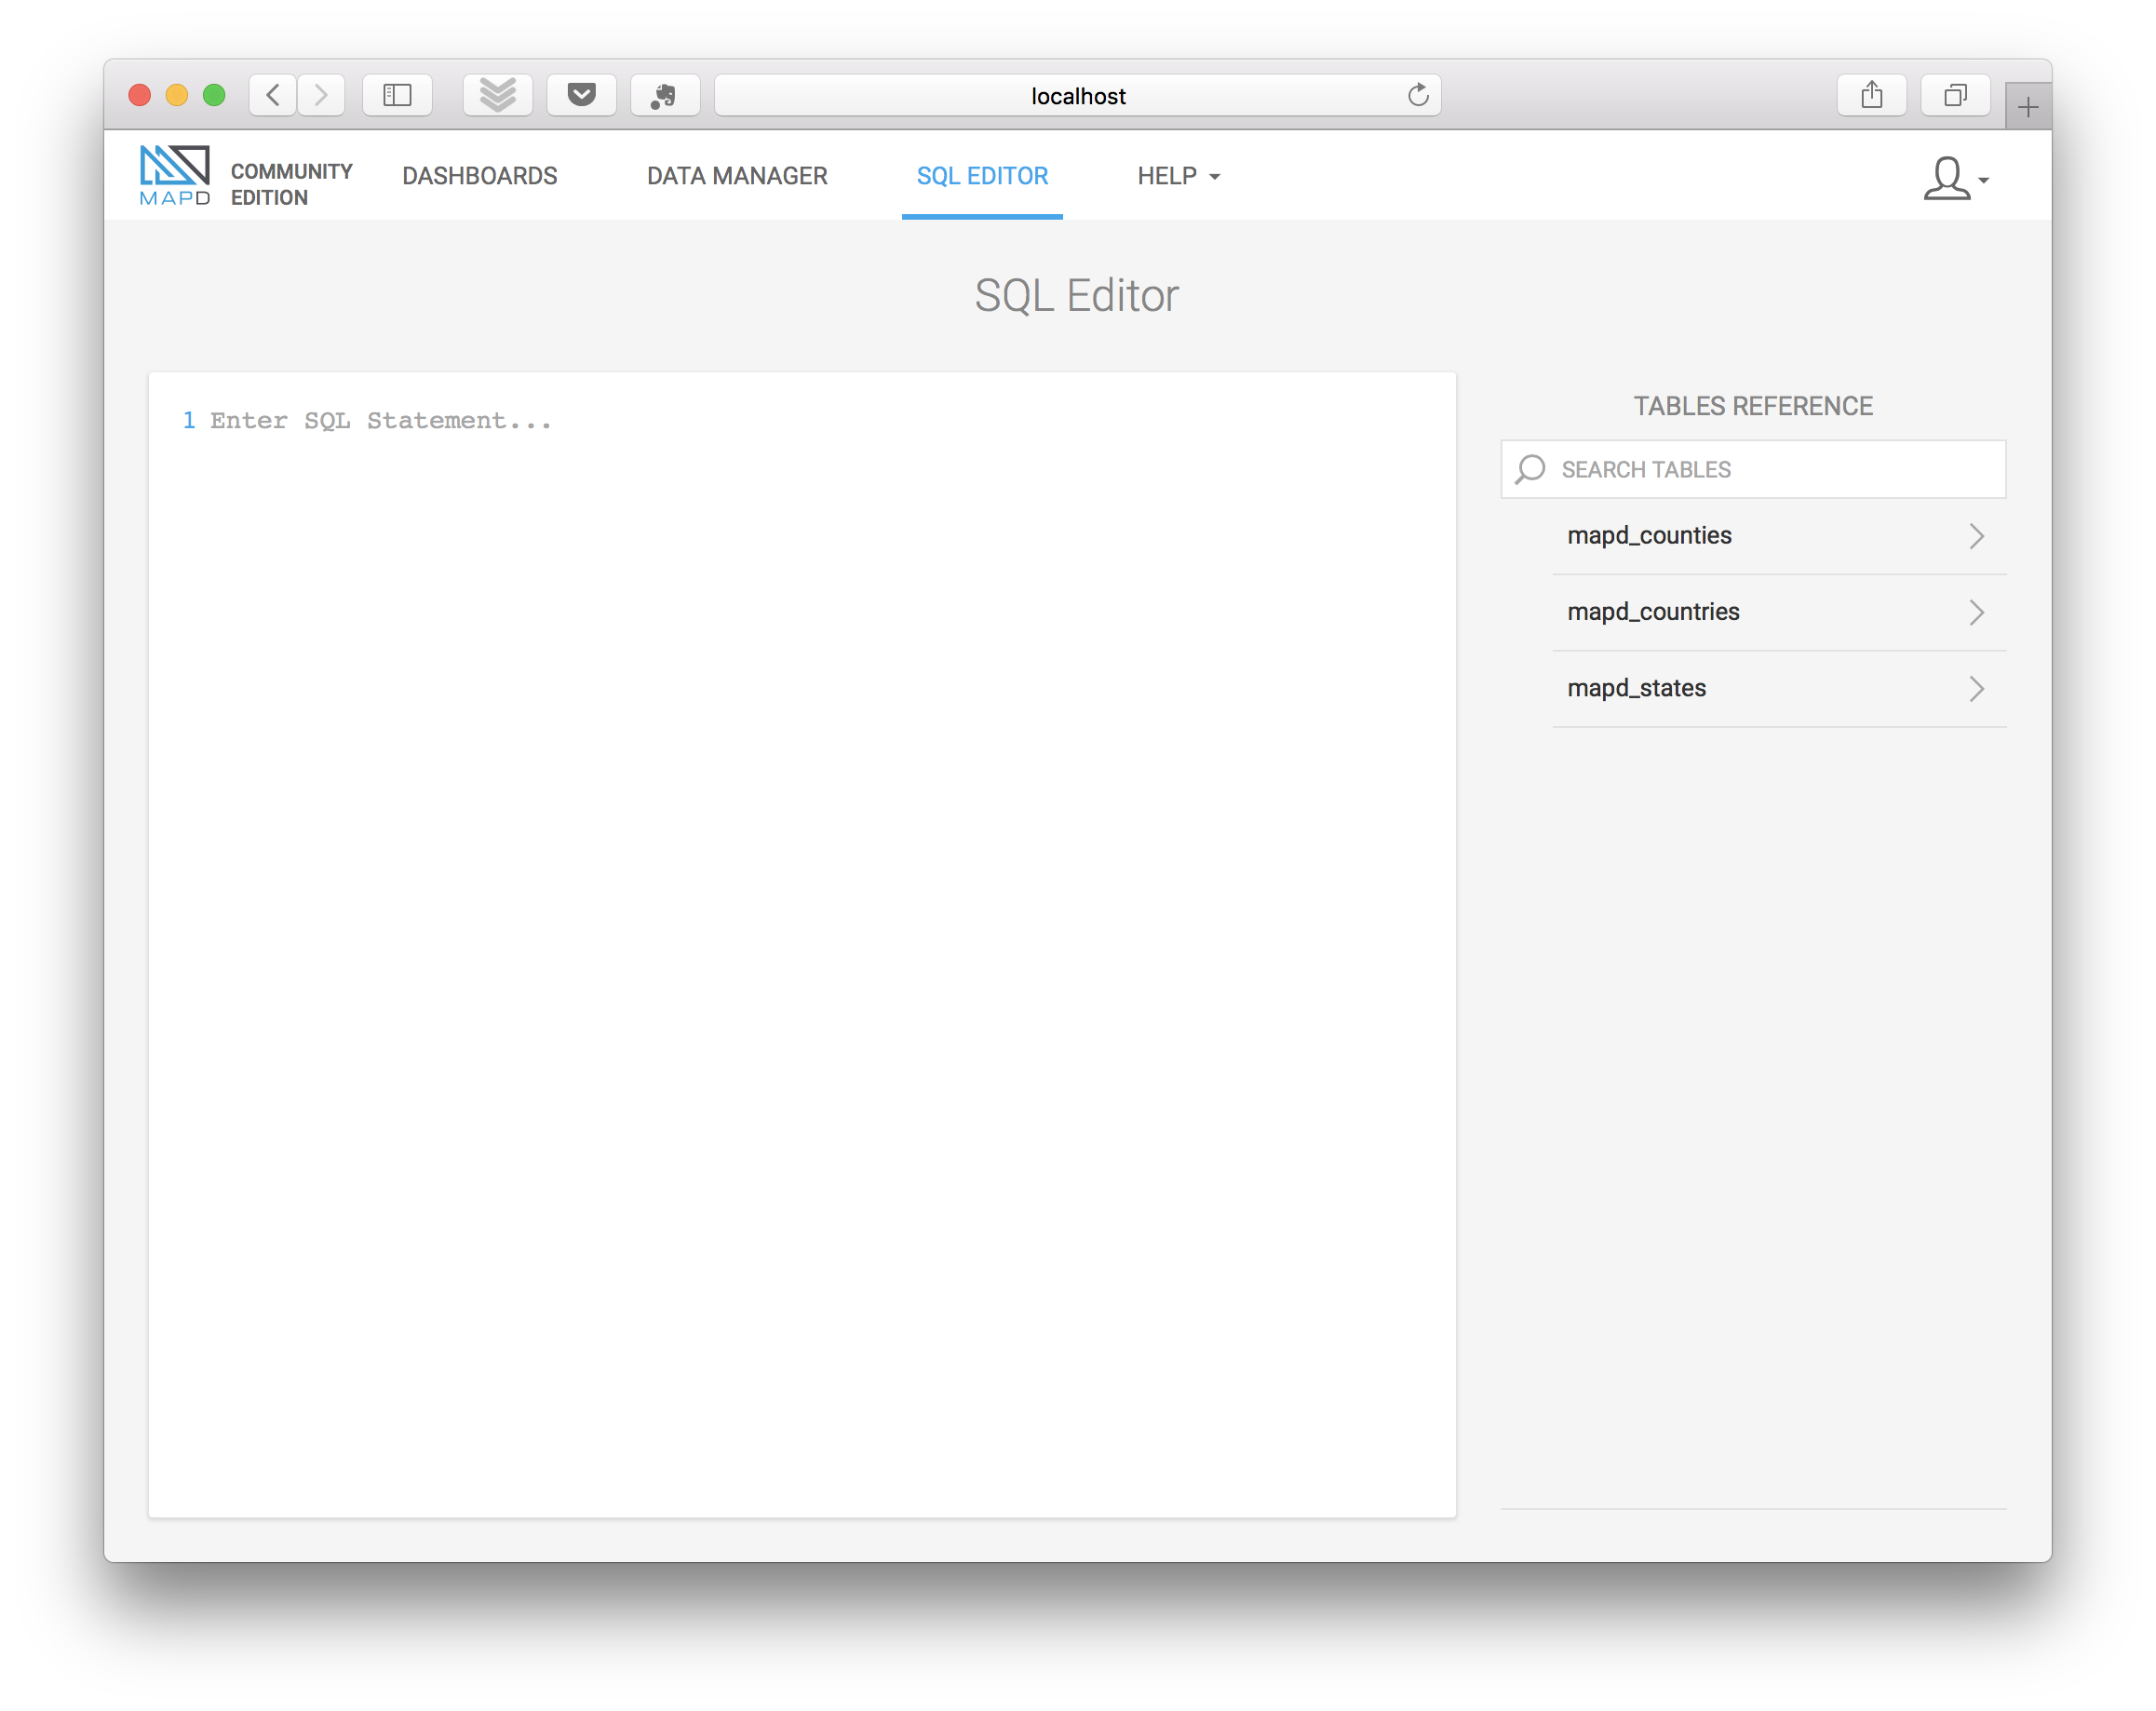 localhost
MAPD
COMMUNITY
EDITION
DASHBOARDS
DATA MANAGER
SQL EDITOR
HELP
SQL Editor
1 Enter SQL Statement...
TABLES REFERENCE
SEARCH TABLES
mapd_counties
mapd_countries
mapd_states